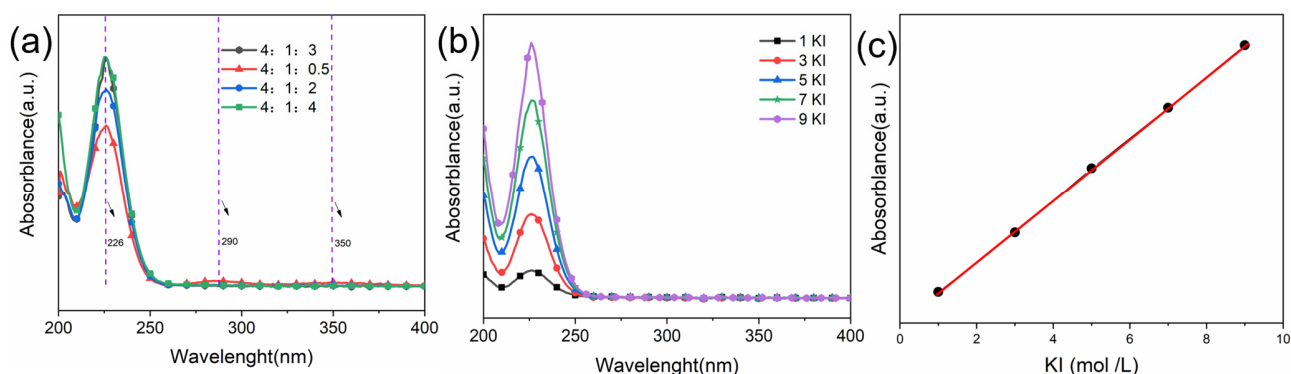 (a)
4: 1: 3
4: 1: 0.5
4: 1: 2
4: 1: 4
226
290
350
Abosorblance(a.u.)
200 250 300 350 400
Wavelenght(nm)
(b)
1 KI
3 KI
5 KI
7 KI
9 KI
Abosorblance(a.u.)
200 250 300 350 400
Wavelenght(nm)
(c)
Abosorblance(a.u.)
0 2 4 6 8 10
KI (mol /L)